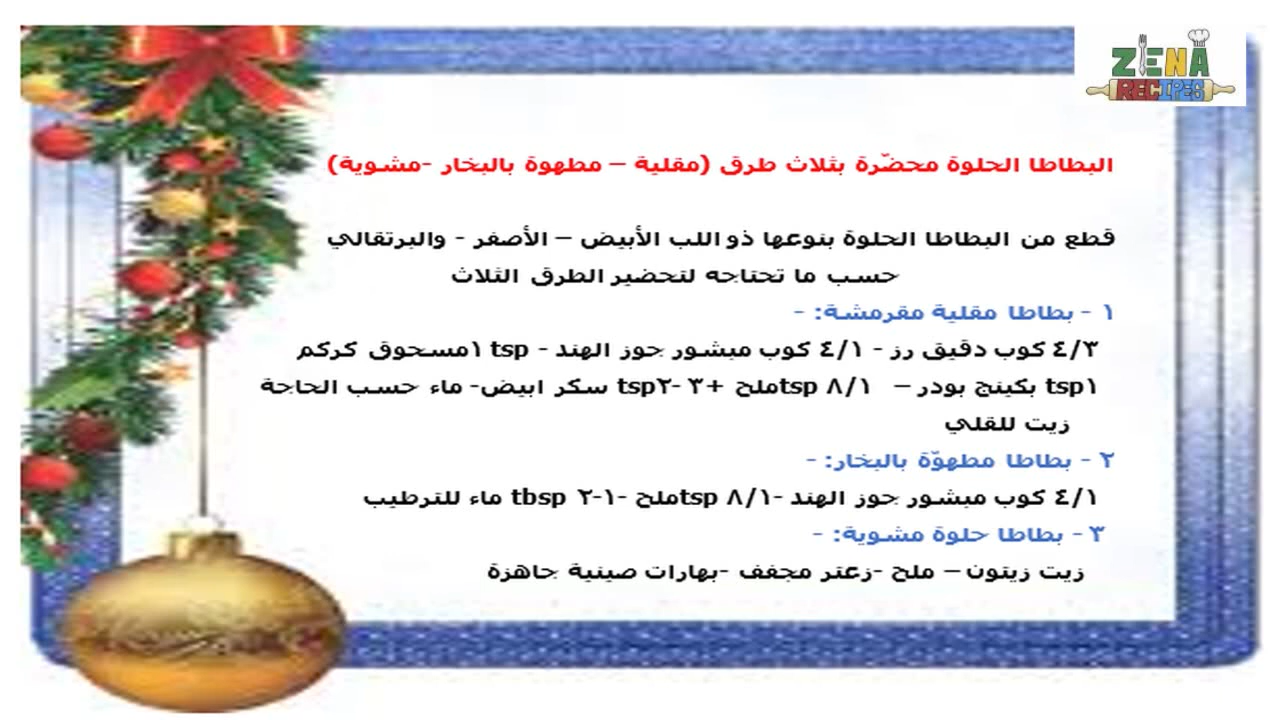 ZENA
RECIPES
البطاطا الحلوة محضّرة بثلاث طرق (مقلية – مطهوة بالبخار -مشوية)
قطع من البطاطا الحلوة بنوعها ذو اللب الأبيض – الأصفر - والبرتقالي
حسب ما تحتاجه لتحضير الطرق الثلاث
١ - بطاطا مقلية مقرمشة: -
٤/٣ كوب دقيق رز - ٤/١ كوب مبشور جوز الهند - tsp ١مسحوق كركم
tsp١ بكينج بودر – ٨/١ tspملح +٣ -٢tsp سكر ابيض- ماء حسب الحاجة
زيت للقلي
٢ - بطاطا مطهوّة بالبخار: -
٤/١ كوب مبشور جوز الهند -٨/١ tspملح -١-٢ tbsp ماء للترطيب
٣ - بطاطا حلوة مشوية: -
زيت زيتون – ملح -زعتر مجفف -بهارات صينية جاهزة